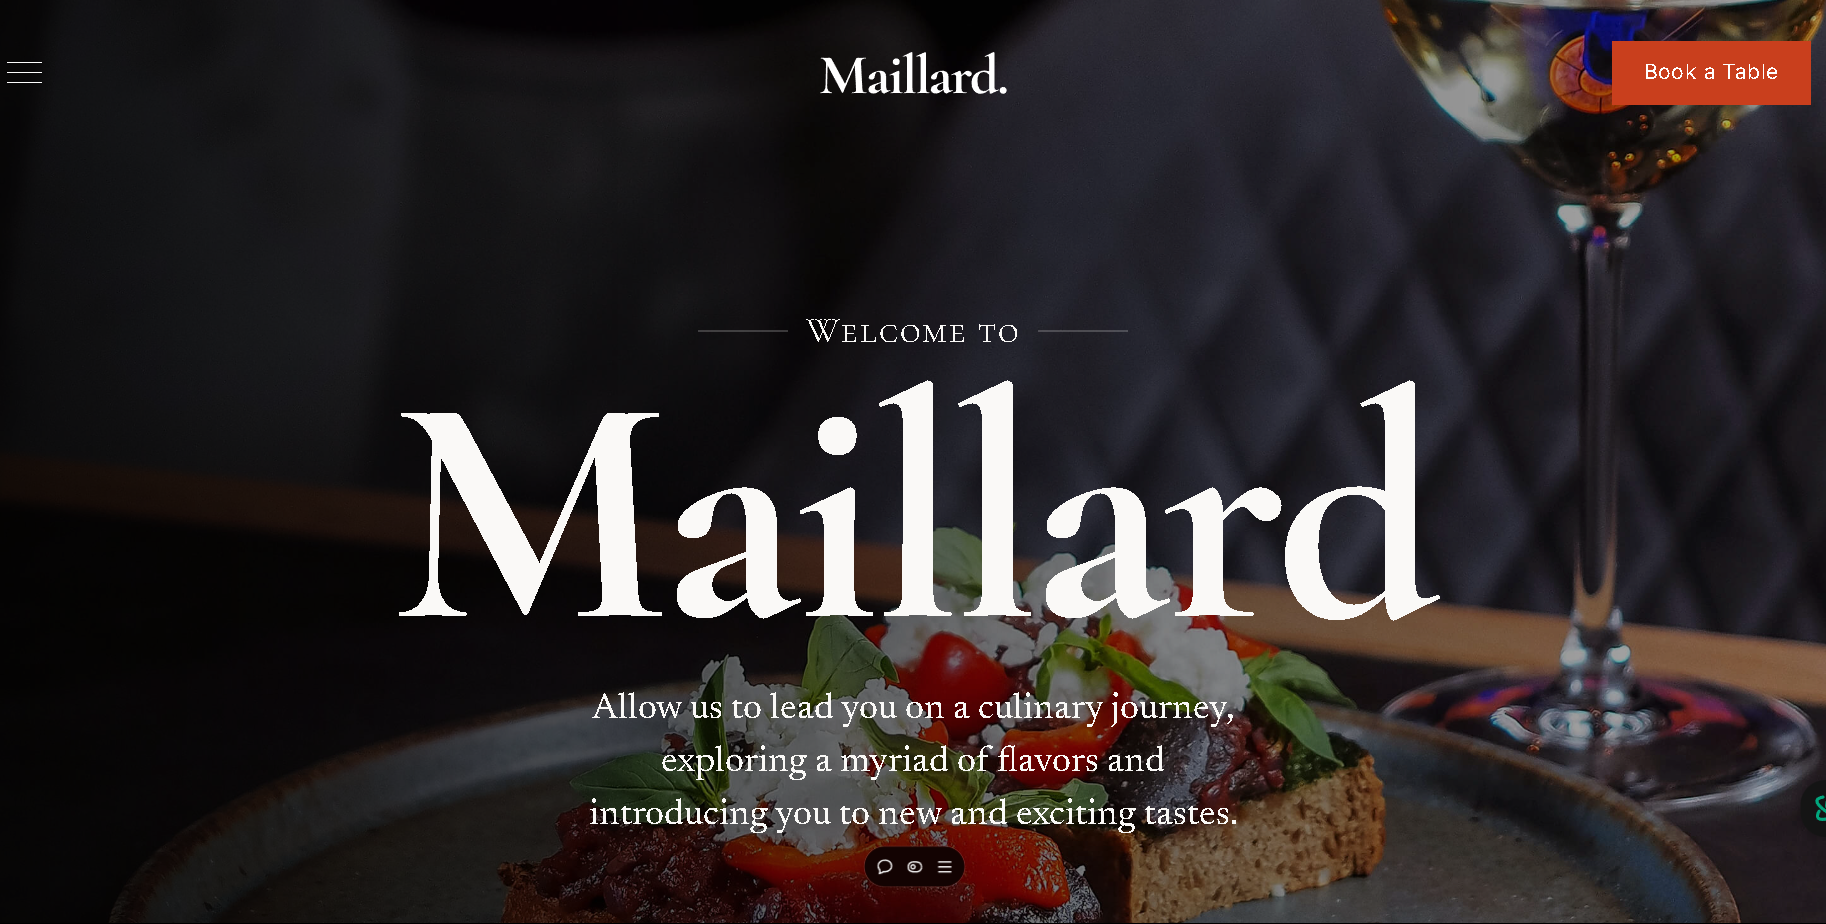 Maillard.
Book a Table
Welcome to
Maillard
Allow us to lead you on a culinary journey,
exploring a myriad of flavors and
introducing you to new and exciting tastes.